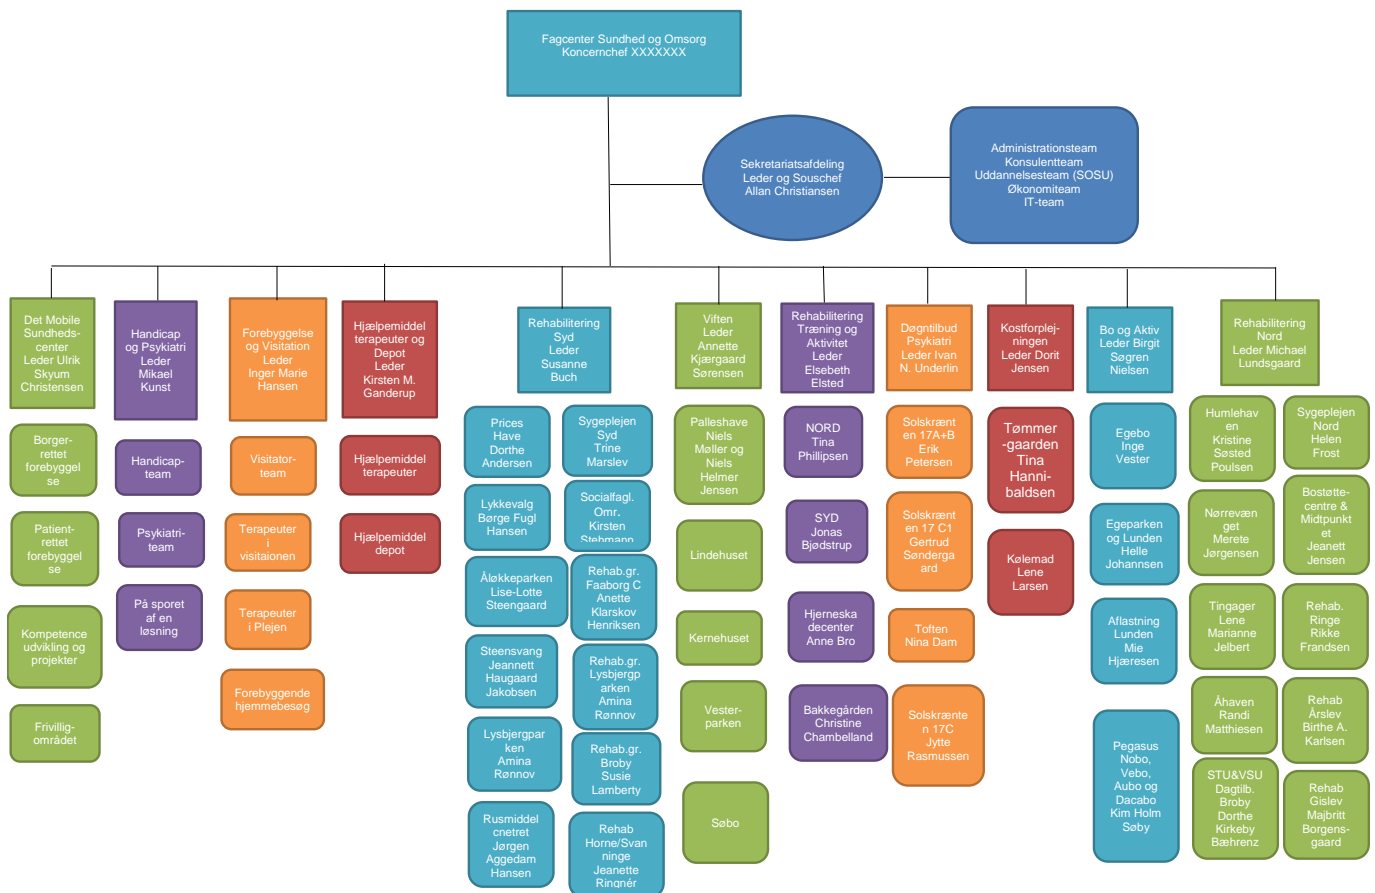 Fagcenter Sundhed og Omsorg
Koncernchef XXXXXXX
Sekretariatsafdeling
Leder og Souschef
Allan Christiansen
Administrationsteam
Konsulentteam
Uddannelsesteam (SOSU)
Økonomiteam
IT-team
Det Mobile
Sundheds-
center
Leder Ulrik
Skyum
Christensen
Borger-
rettet
forebyggel
se
Patient-
rettet
forebyggel
se
Kompetence
udvikling og
projekter
Frivillig-
området
Handicap
og Psykiatri
Leder
Mikael
Kunst
Handicap-
team
Psykiatri-
team
På sporet
af en
løsning
Forebyggelse
og Visitation
Leder
Inger Marie
Hansen
Visitator-
team
Terapeuter
i
visitaionen
Terapeuter
i Plejen
Forebyggende
hjemmebesøg
Hjælpemiddel
terapeuter og
Depot
Leder
Kirsten M.
Ganderup
Hjælpemiddel
terapeuter
Hjælpemiddel
depot
Rehabilitering
Syd
Leder
Susanne
Buch
Prices
Have
Dorthe
Andersen
Lykkevalg
Børge Fugl
Hansen
Åløkkeparken
Lise-Lotte
Steengaard
Steensvang
Jeannett
Haugaard
Jakobsen
Lysbjergpar
ken
Amina
Rønnov
Rusmiddel
cnetret
Jørgen
Aggedam
Hansen
Sygeplejen
Syd
Trine
Marslev
Socialfagl.
Omr.
Kirsten
Stehmann
Rehab.gr.
Faaborg C
Anette
Klarskov
Henriksen
Rehab.gr.
Lysbjergp
arken
Amina
Rønnov
Rehab.gr.
Broby
Susie
Lamberty
Rehab
Horne/Svan
ninge
Jeanette
Ringnér
Viften
Leder
Annette
Kjærgaard
Sørensen
Palleshave
Niels
Møller og
Niels
Helmer
Jensen
Lindehuset
Kernehuset
Vester-
parken
Søbo
Rehabilitering
Træning og
Aktivitet
Leder
Elsebeth
Elsted
NORD
Tina
Phillipsen
SYD
Jonas
Bjødstrup
Hjerneska
decenter
Anne Bro
Bakkegården
Christine
Chambelland
Døgntilbud
Psykiatri
Leder Ivan
N. Underlin
Solskrænt
en 17A+B
Erik
Petersen
Solskrænt
en 17 C1
Gertrud
Sønderga
ard
Toften
Nina Dam
Solskrænte
n 17C
Jytte
Rasmussen
Kostforplej-
ningen
Leder Dorit
Jensen
Tømmer
-gaarden
Tina
Hanni-
baldsen
Kølemad
Lene
Larsen
Bo og Aktiv
Leder Birgit
Søgren
Nielsen
Egebo
Inge
Vester
Egeparken
og Lunden
Helle
Johannsen
Aflastning
Lunden
Mie
Hjæresen
Pegasus
Nobo,
Vebo,
Aubo og
Dacabo
Kim Holm
Søby
Rehabilitering
Nord
Leder Michael
Lundsgaard
Humlehav
en
Kristine
Søsted
Poulsen
Nørrevæn
get
Merete
Jørgensen
Tingager
Lene
Marianne
Jelbert
Åhaven
Randi
Matthiesen
STU&VSU
Dagtilb.
Broby
Dorthe
Kirkeby
Bæhrenz
Sygeplejen
Nord
Helen
Frost
Bostøtte-
centre &
Midtpunkt
et
Jeanett
Jensen
Rehab.
Ringe
Rikke
Frandsen
Rehab
Årslev
Birthe A.
Karlsen
Rehab
Gislev
Majbritt
Borgens-
gaard